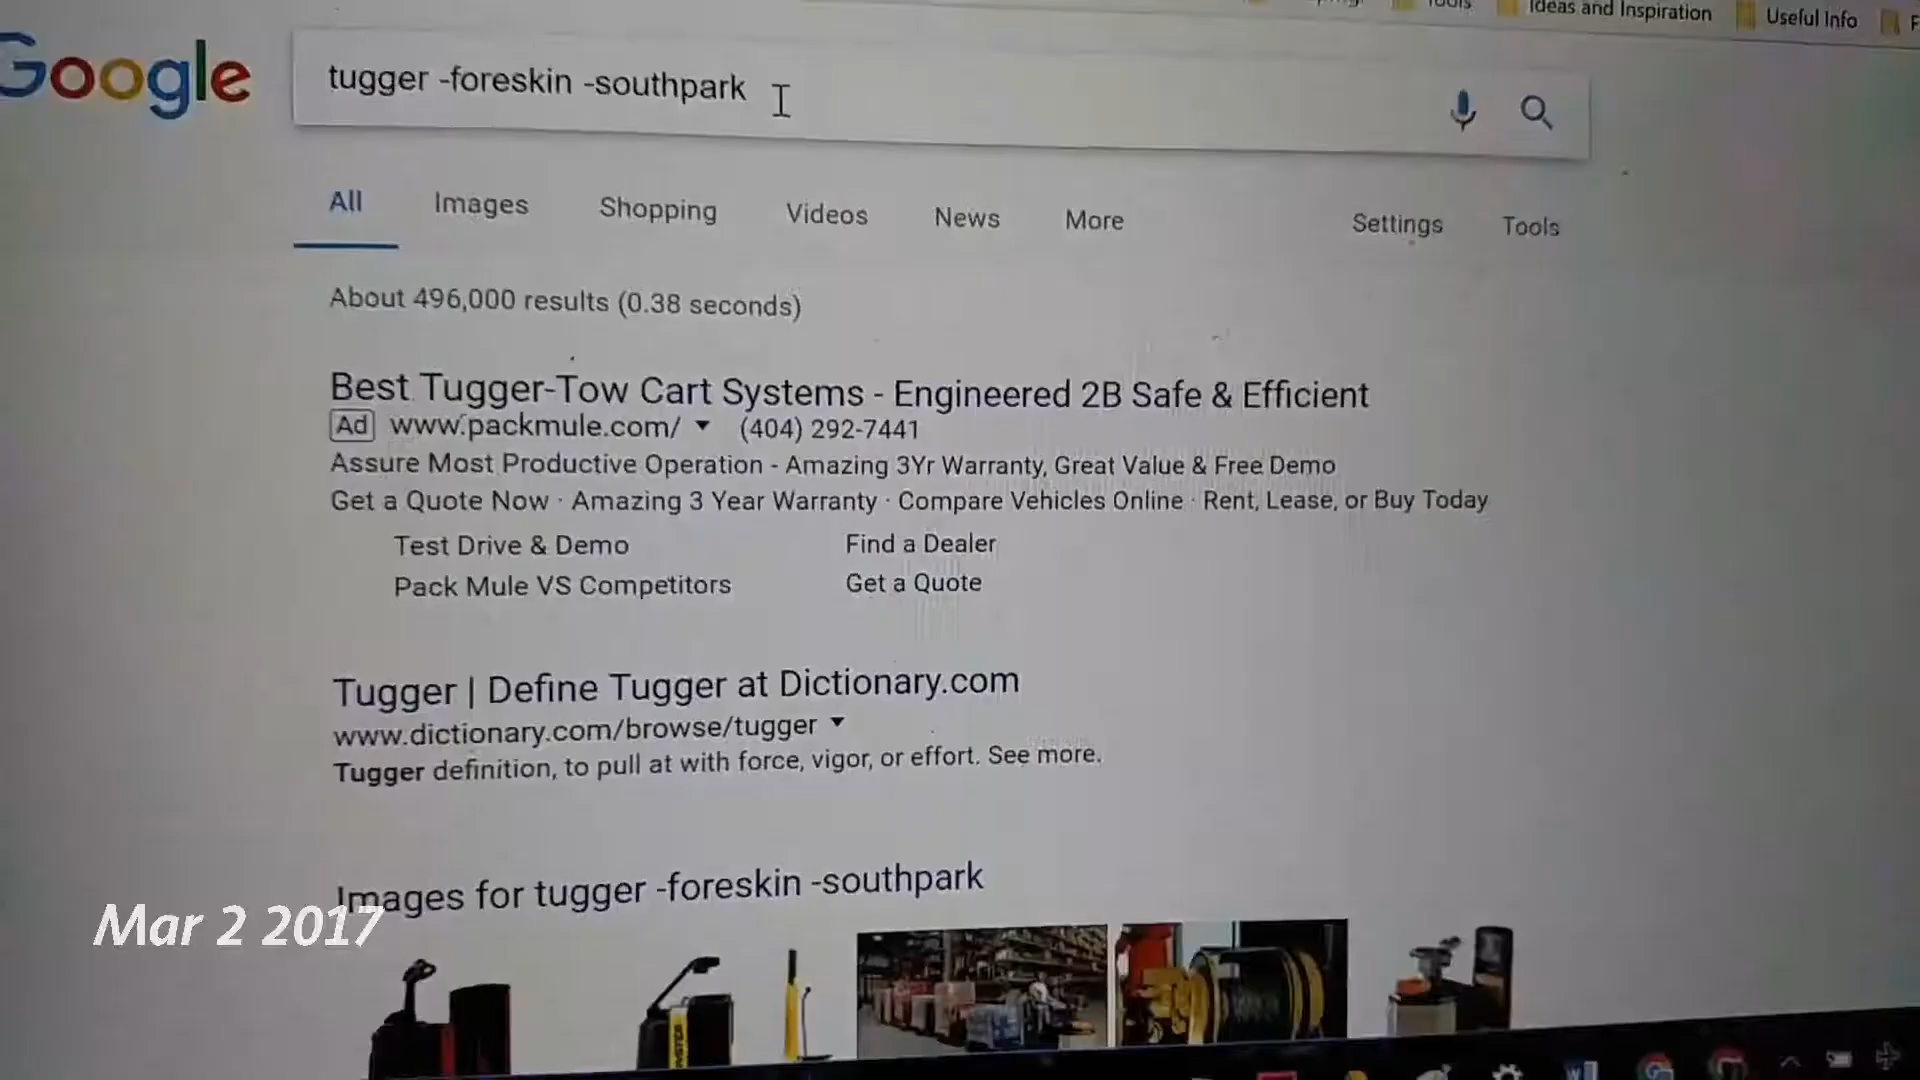 Tools
Ideas and Inspiration
Useful Info
Google
tugger -foreskin -southpark
All
Images
Shopping
Videos
News
More
Settings
Tools
About 496,000 results (0.38 seconds)
Best Tugger-Tow Cart Systems - Engineered 2B Safe & Efficient
Ad www.packmule.com/ (404) 292-7441
Assure Most Productive Operation - Amazing 3Yr Warranty, Great Value & Free Demo
Get a Quote Now · Amazing 3 Year Warranty · Compare Vehicles Online · Rent, Lease, or Buy Today
Test Drive & Demo
Find a Dealer
Pack Mule VS Competitors
Get a Quote
Tugger | Define Tugger at Dictionary.com
www.dictionary.com/browse/tugger
Tugger definition, to pull at with force, vigor, or effort. See more.
Images for tugger -foreskin -southpark
Mar 2 2017